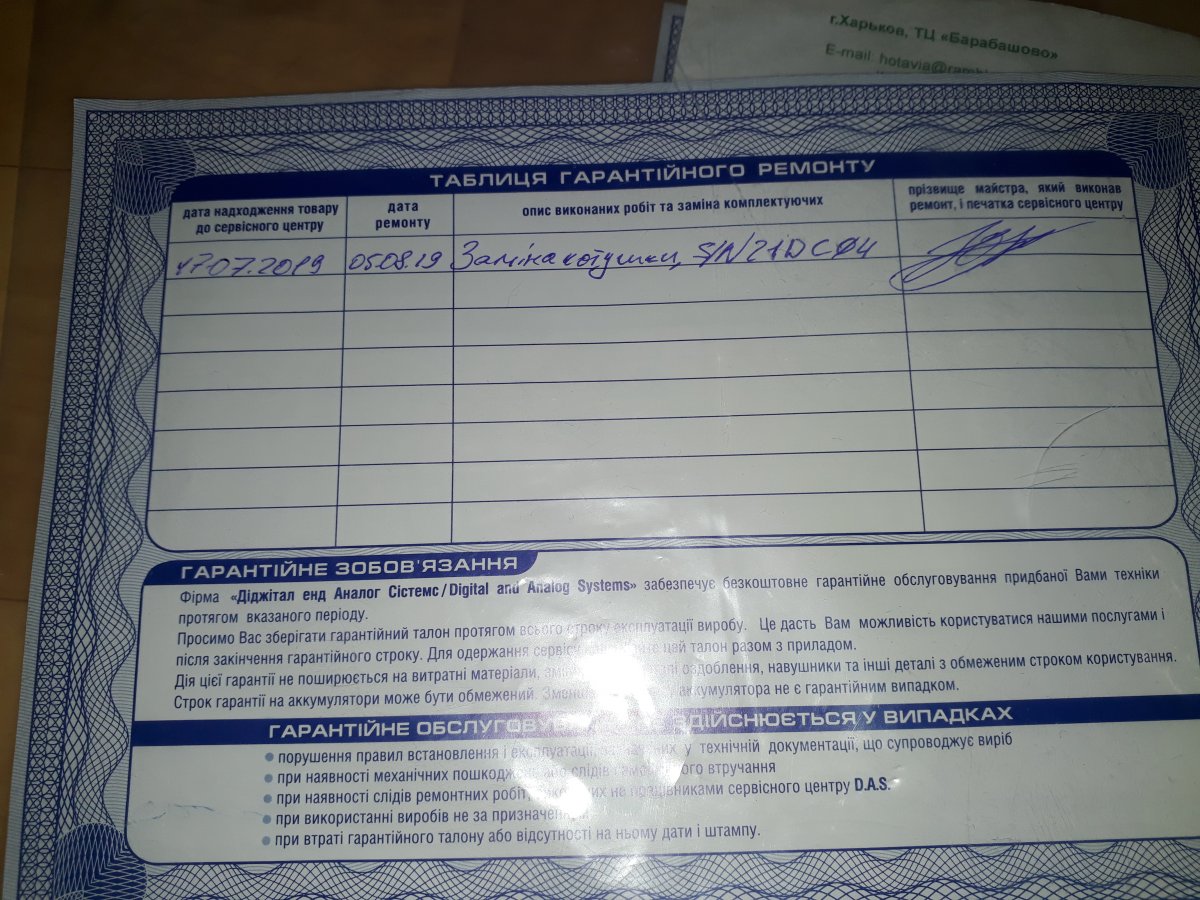 г.Харьков, ТЦ «Барабашово»
E-mail: hotavia@
ТАБЛИЦЯ ГАРАНТІЙНОГО РЕМОНТУ
дата надходження товару до сервісного центру
дата ремонту
опис виконаних робіт та заміна комплектуючих
прізвище майстра, який виконав ремонт, і печатка сервісного центру
17.07.2019 05.08.19 Заміна котушки, S/N 21DC04
ГАРАНТІЙНЕ ЗОБОВ'ЯЗАННЯ
Фірма «Діджітал енд Аналог Сістемс/Digital and Analog Systems» забезпечує безкоштовне гарантійне обслуговування придбаної Вами техніки
протягом вказаного періоду.
Просимо Вас зберігати гарантійний талон протягом всього строку експлуатації виробу. Це дасть Вам можливість користуватися нашими послугами і
після закінчення гарантійного строку. Для одержання сервісу цей талон разом з приладом.
Дія цієї гарантії не поширюється на витратні матеріали, оздоблення, навушники та інші деталі з обмеженим строком користування.
Строк гарантії на аккумулятори може бути обмежений. аккумулятора не є гарантійним випадком.
ГАРАНТІЙНЕ ЗДІЙСНЮЄТЬСЯ У ВИПАДКАХ
• порушення правил встановлення і експлуатації, у технічній документації, що супроводжує виріб
• при наявності механічних пошкоджень або слідів втручання
• при наявності слідів ремонтних робіт, не працівниками сервісного центру D.A.S.
• при використанні виробів не за
• при втраті гарантійного талону або відсутності на ньому дати і штампу.